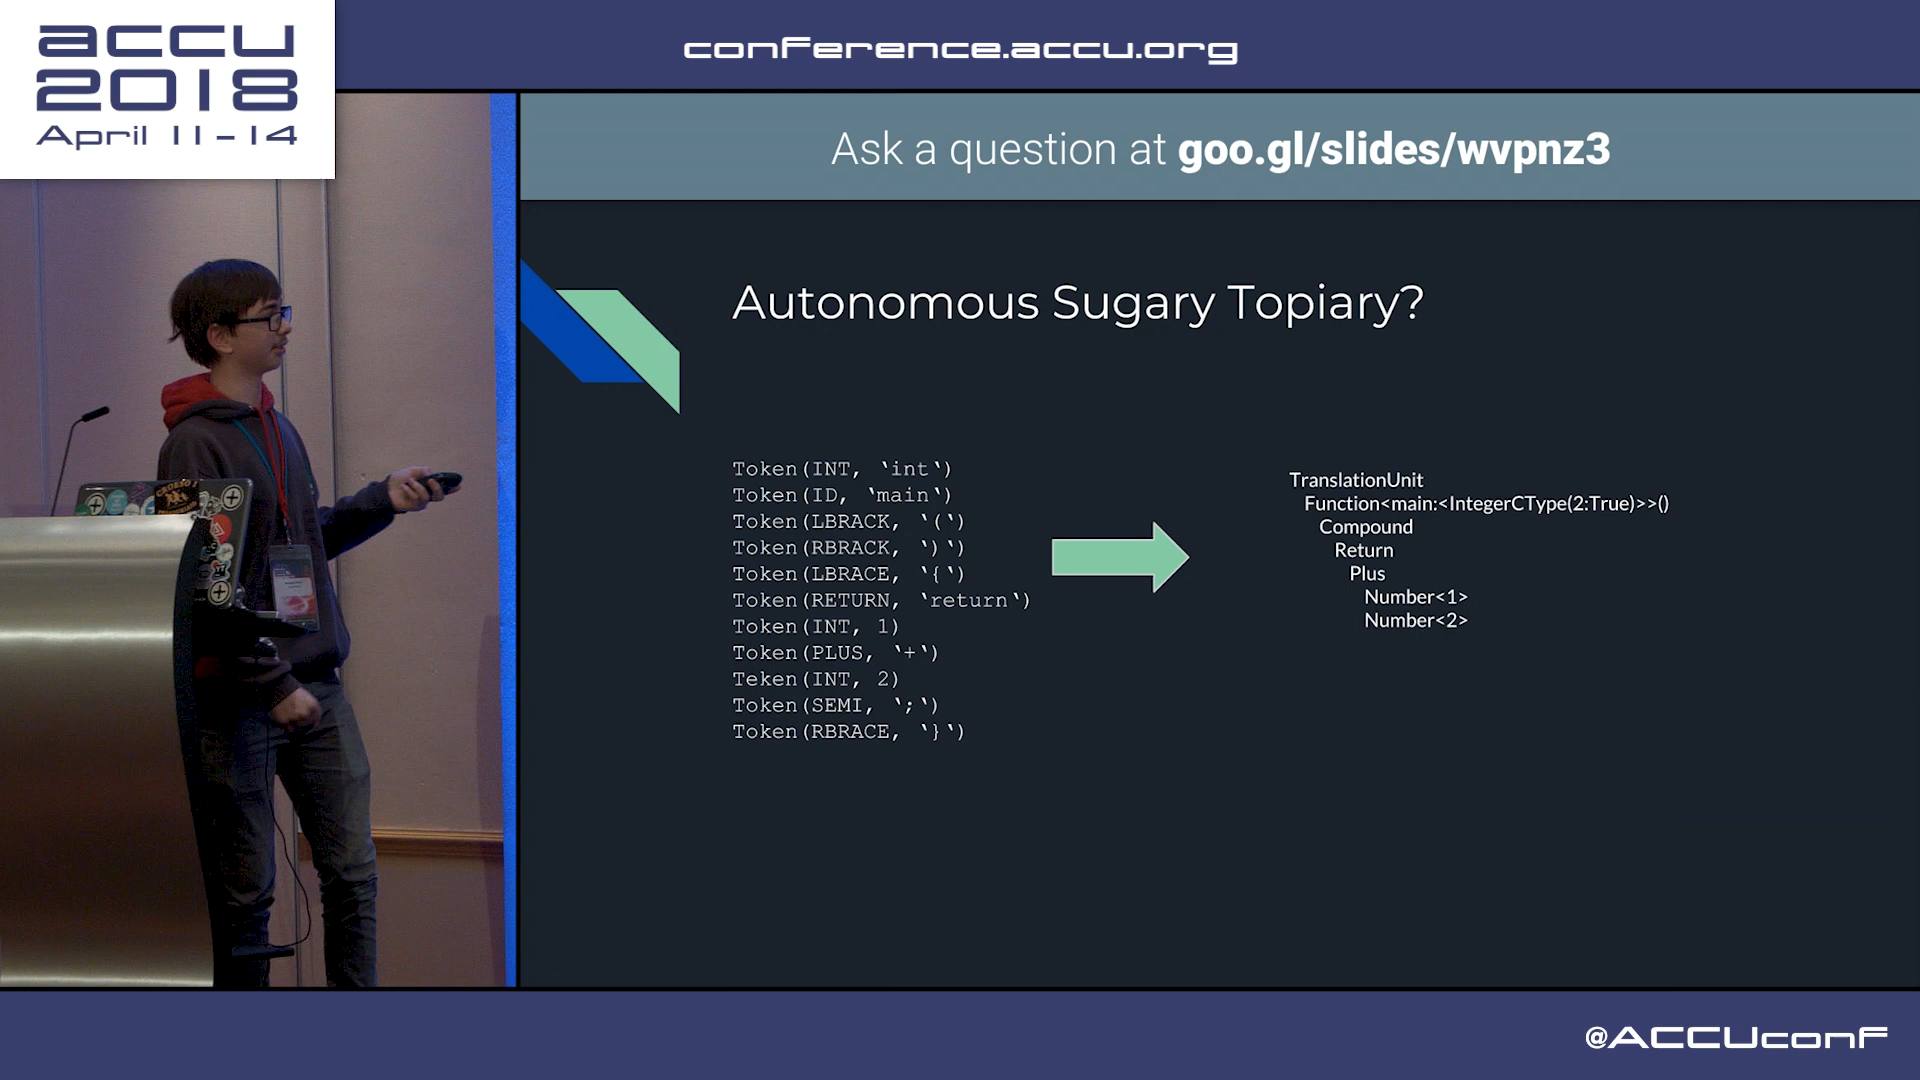 accu
2018
April 11-14
conference.accu.org
Ask a question at goo.gl/slides/wvpnz3
Autonomous Sugary Topiary?
Token(INT, ‘int‘)
Token(ID, ‘main‘)
Token(LBRACK, ‘(‘)
Token(RBRACK, ‘)‘)
Token(LBRACE, ‘{‘)
Token(RETURN, ‘return‘)
Token(INT, 1)
Token(PLUS, ‘+‘)
Teken(INT, 2)
Token(SEMI, ‘;‘)
Token(RBRACE, ‘}‘)
TranslationUnit
Function<main:<IntegerCType(2:True)>>()
Compound
Return
Plus
Number<1>
Number<2>
@ACCUconf